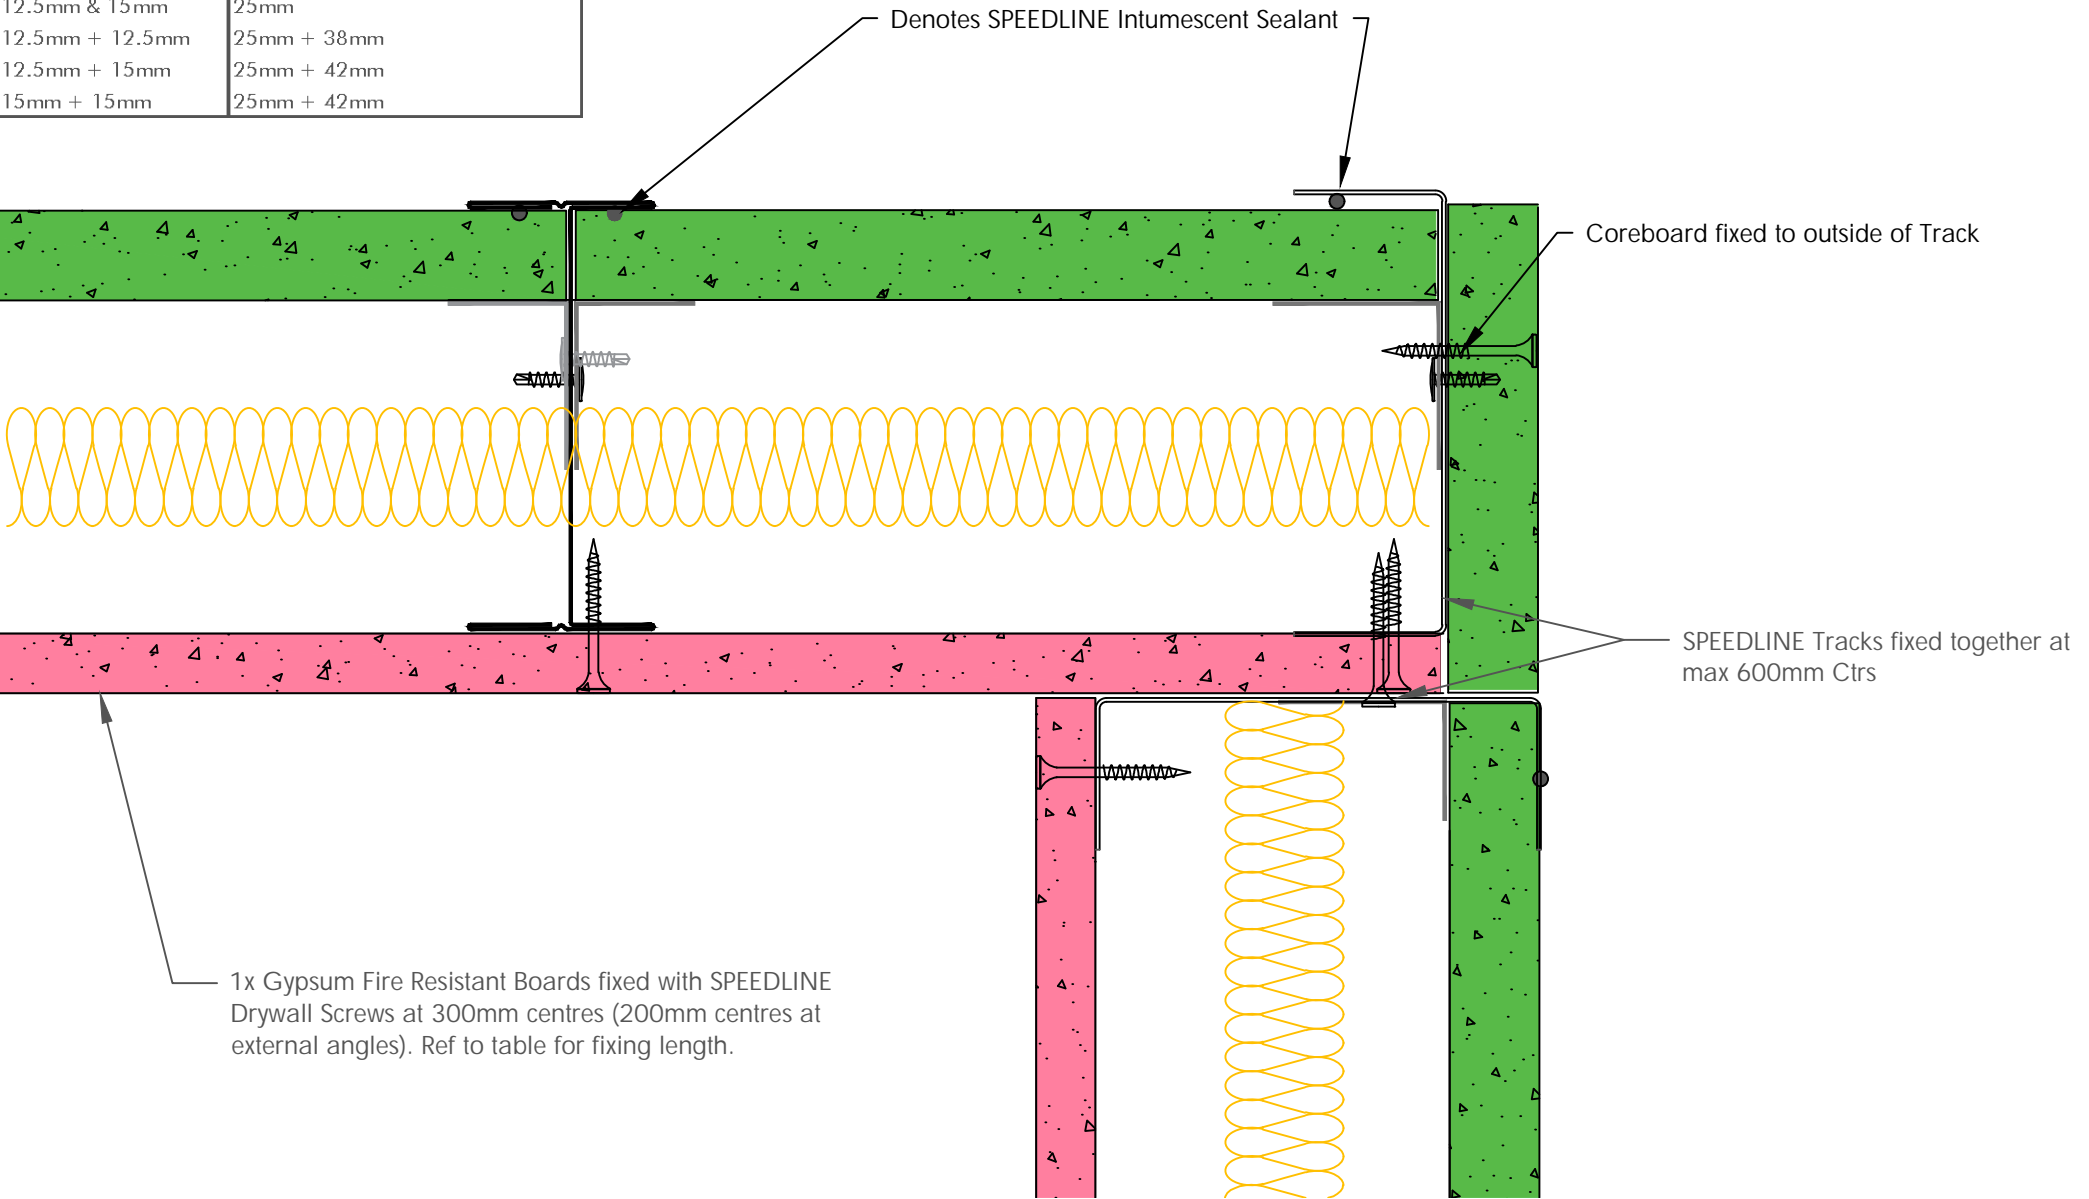 12.5mm & 15mm 25mm
12.5mm + 12.5mm 25mm + 38mm
12.5mm + 15mm 25mm + 42mm
15mm + 15mm 25mm + 42mm
Denotes SPEEDLINE Intumescent Sealant
Coreboard fixed to outside of Track
SPEEDLINE Tracks fixed together at
max 600mm Ctrs
1x Gypsum Fire Resistant Boards fixed with SPEEDLINE
Drywall Screws at 300mm centres (200mm centres at
external angles). Ref to table for fixing length.